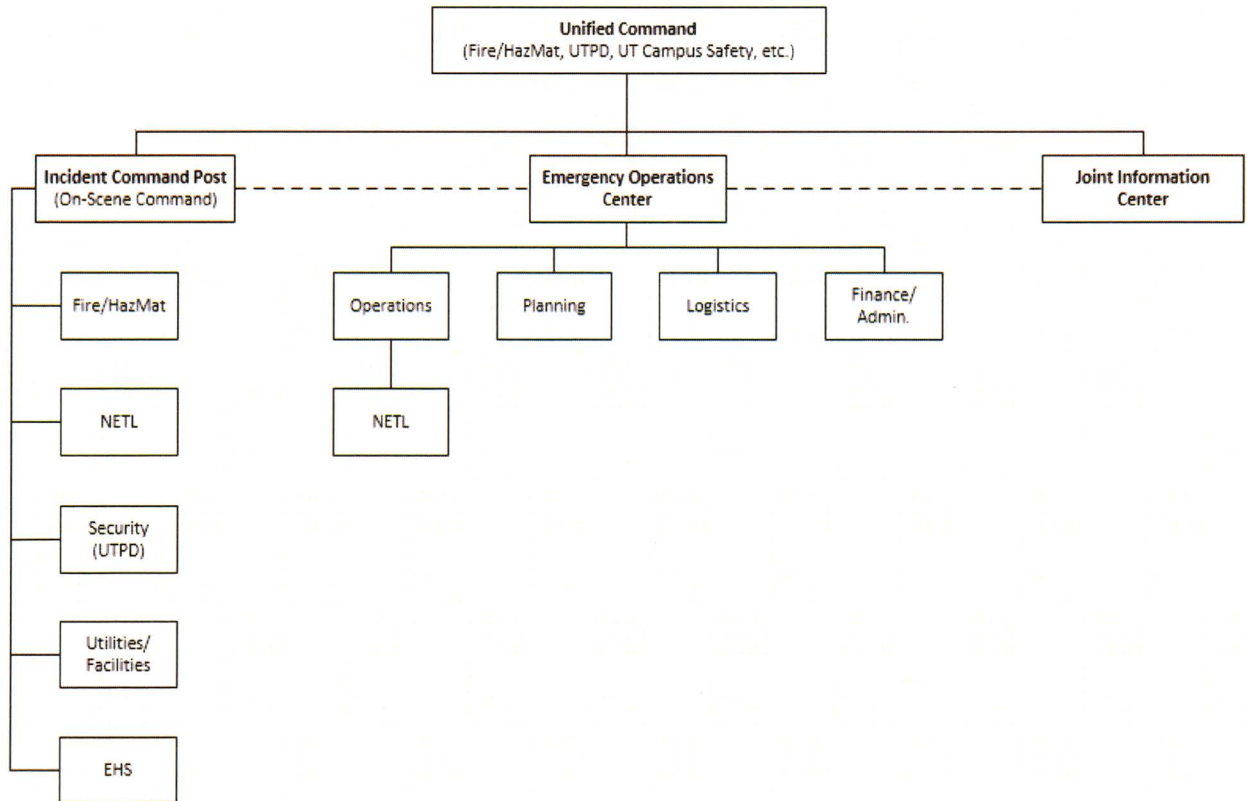 Unified Command
(Fire/HazMat, UTPD, UT Campus Safety, etc.)
Incident Command Post
(On-Scene Command)
Emergency Operations
Center
Joint Information
Center
Fire/HazMat
Operations
Planning
Logistics
Finance/
Admin.
NETL
NETL
Security
(UTPD)
Utilities/
Facilities
EHS